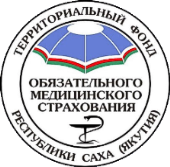 ТЕРРИТОРИАЛЬНЫЙ ФОНД
ОБЯЗАТЕЛЬНОГО
МЕДИЦИНСКОГО
СТРАХОВАНИЯ
РЕСПУБЛИКИ САХА (ЯКУТИЯ)